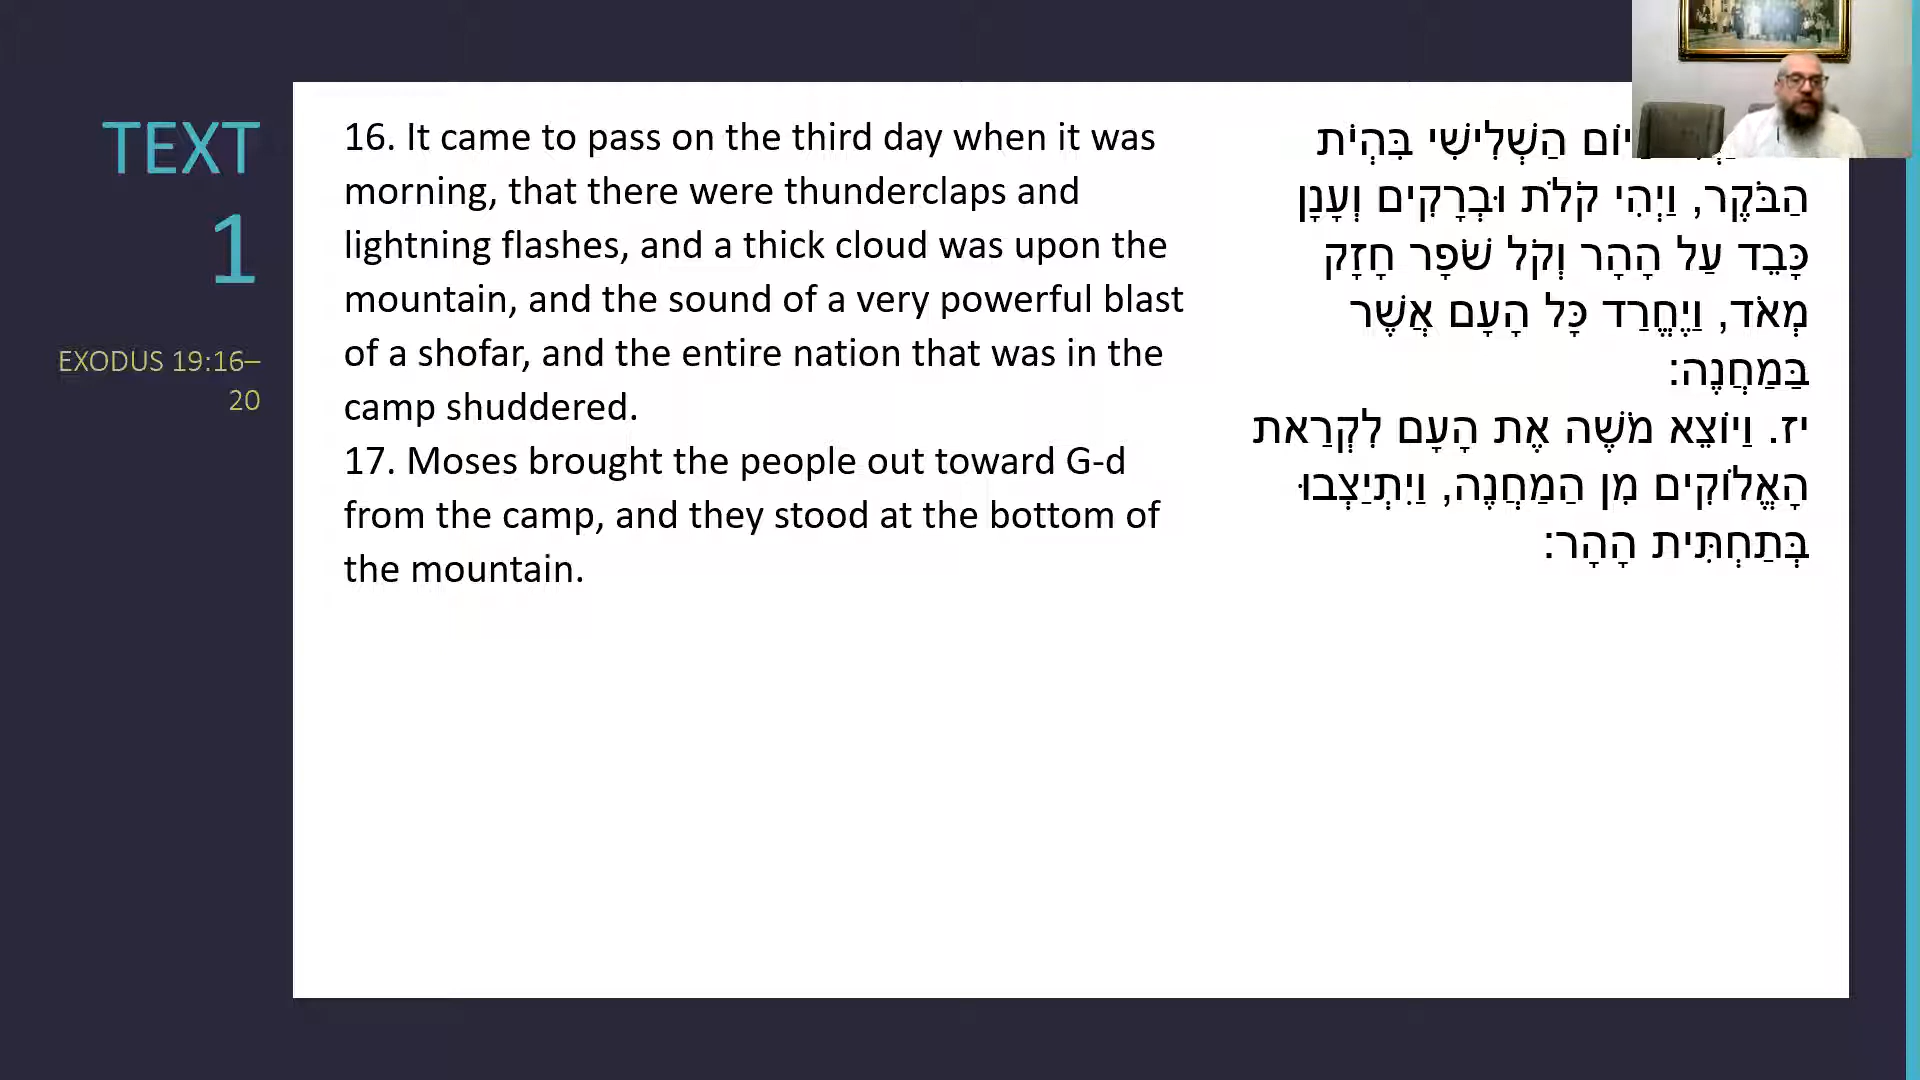 TEXT
1
EXODUS 19:16–
20
16. It came to pass on the third day when it was
morning, that there were thunderclaps and
lightning flashes, and a thick cloud was upon the
mountain, and the sound of a very powerful blast
of a shofar, and the entire nation that was in the
camp shuddered.
17. Moses brought the people out toward G-d
from the camp, and they stood at the bottom of
the mountain.
הַשְּׁלִישִׁי בִּהְיֹת
הַבֹּקֶר, וַיְהִי קֹלֹת וּבְרָקִים וְעָנָן
כָּבֵד עַל הָהָר וְקֹל שֹׁפָר חָזָק
מְאֹד, וַיֶּחֱרַד כָּל הָעָם אֲשֶׁר
בַּמַּחֲנֶה:
יז. וַיּוֹצֵא מֹשֶׁה אֶת הָעָם לִקְרַאת
הָאֱלוֹקִים מִן הַמַּחֲנֶה, וַיִּתְיַצְּבוּ
בְּתַחְתִּית הָהָר: